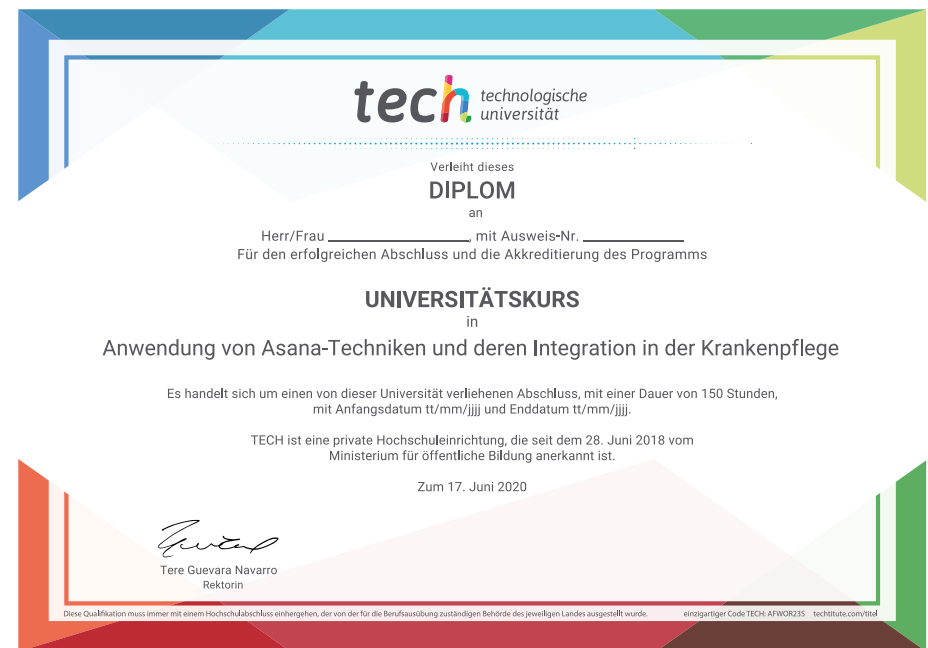 tech technologische
universität
Verleiht dieses
DIPLOM
an
Herr/Frau ____________, mit Ausweis-Nr. ____________
Für den erfolgreichen Abschluss und die Akkreditierung des Programms
UNIVERSITÄTSKURS
in
Anwendung von Asana-Techniken und deren Integration in der Krankenpflege
Es handelt sich um einen von dieser Universität verliehenen Abschluss, mit einer Dauer von 150 Stunden,
mit Anfangsdatum tt/mm/jjjj und Enddatum tt/mm/jjjj.
TECH ist eine private Hochschuleinrichtung, die seit dem 28. Juni 2018 vom
Ministerium für öffentliche Bildung anerkannt ist.
Zum 17. Juni 2020
Tere Guevara Navarro
Rektorin
Diese Qualifikation muss immer mit einem Hochschulabschluss einhergehen, der von der für die Berufsausübung zuständigen Behörde des jeweiligen Landes ausgestellt wurde. einzigartiger Code TECH: AFWOR23S techtitute.com/titel